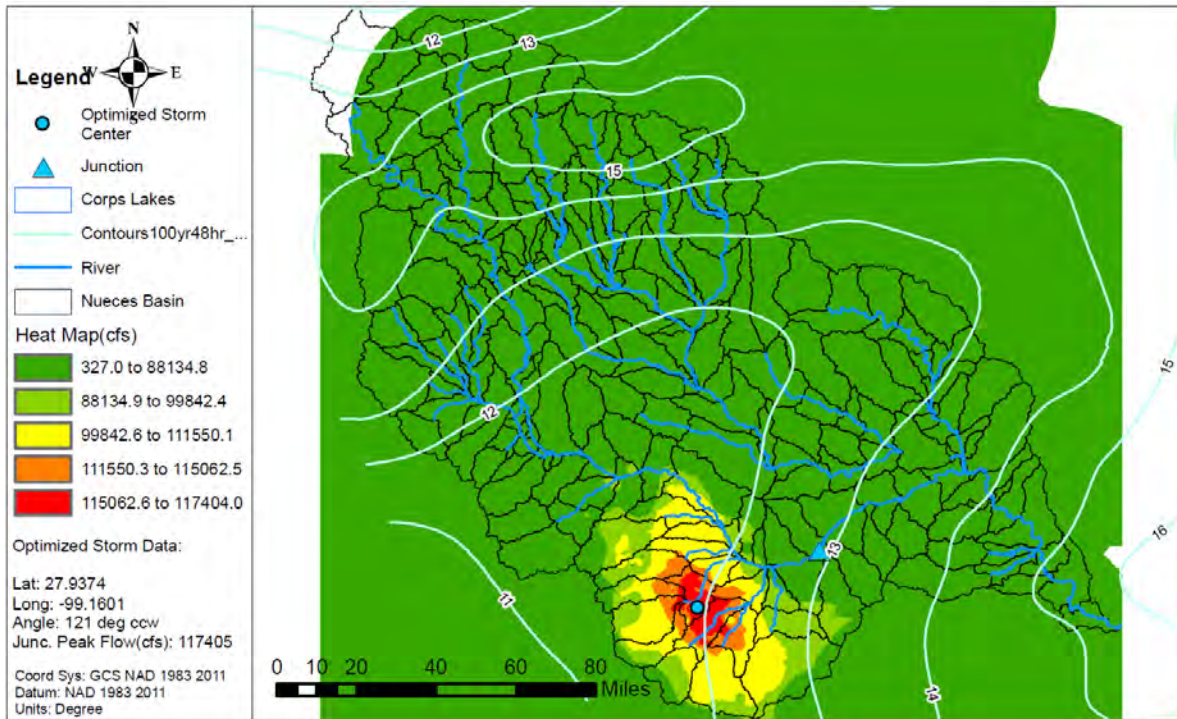 N
W
E
S
Legend
Optimized Storm
Center
Junction
Corps Lakes
Contours100yr48hr_...
River
Nueces Basin
Heat Map(cfs)
327.0 to 88134.8
88134.9 to 99842.4
99842.6 to 111550.1
111550.3 to 115062.5
115062.6 to 117404.0
Optimized Storm Data:
Lat: 27.9374
Long: -99.1601
Angle: 121 deg ccw
Junc. Peak Flow(cfs): 117405
Coord Sys: GCS NAD 1983 2011
Datum: NAD 1983 2011
Units: Degree
12
13
15
15
12
16
13
11
14
0 10 20 40 60 80
Miles